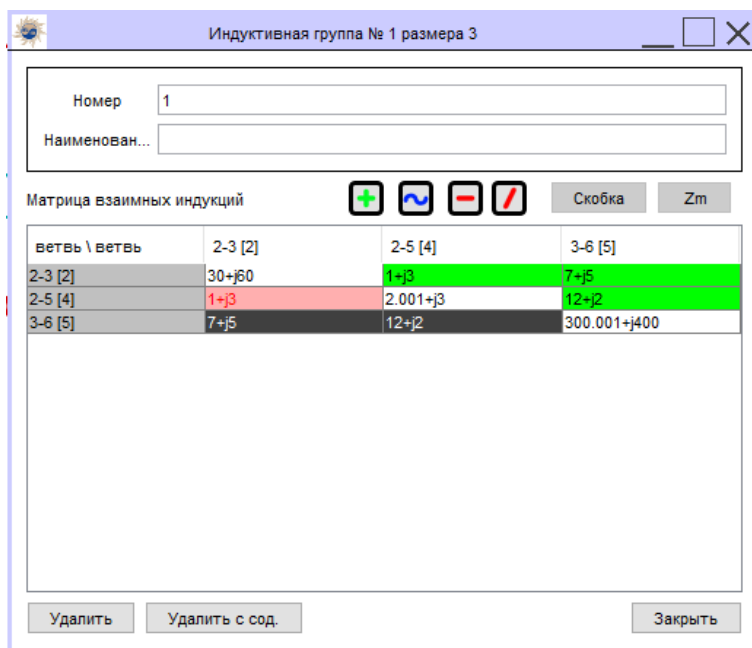 Индуктивная группа № 1 размера 3
Номер 1
Наименован...
Матрица взаимных индукций Скобка Zm
ветвь \ ветвь 2-3 [2] 2-5 [4] 3-6 [5]
2-3 [2] 30+j60 1+j3 7+j5
2-5 [4] 1+j3 2.001+j3 12+j2
3-6 [5] 7+j5 12+j2 300.001+j400
Удалить Удалить с сод. Закрыть